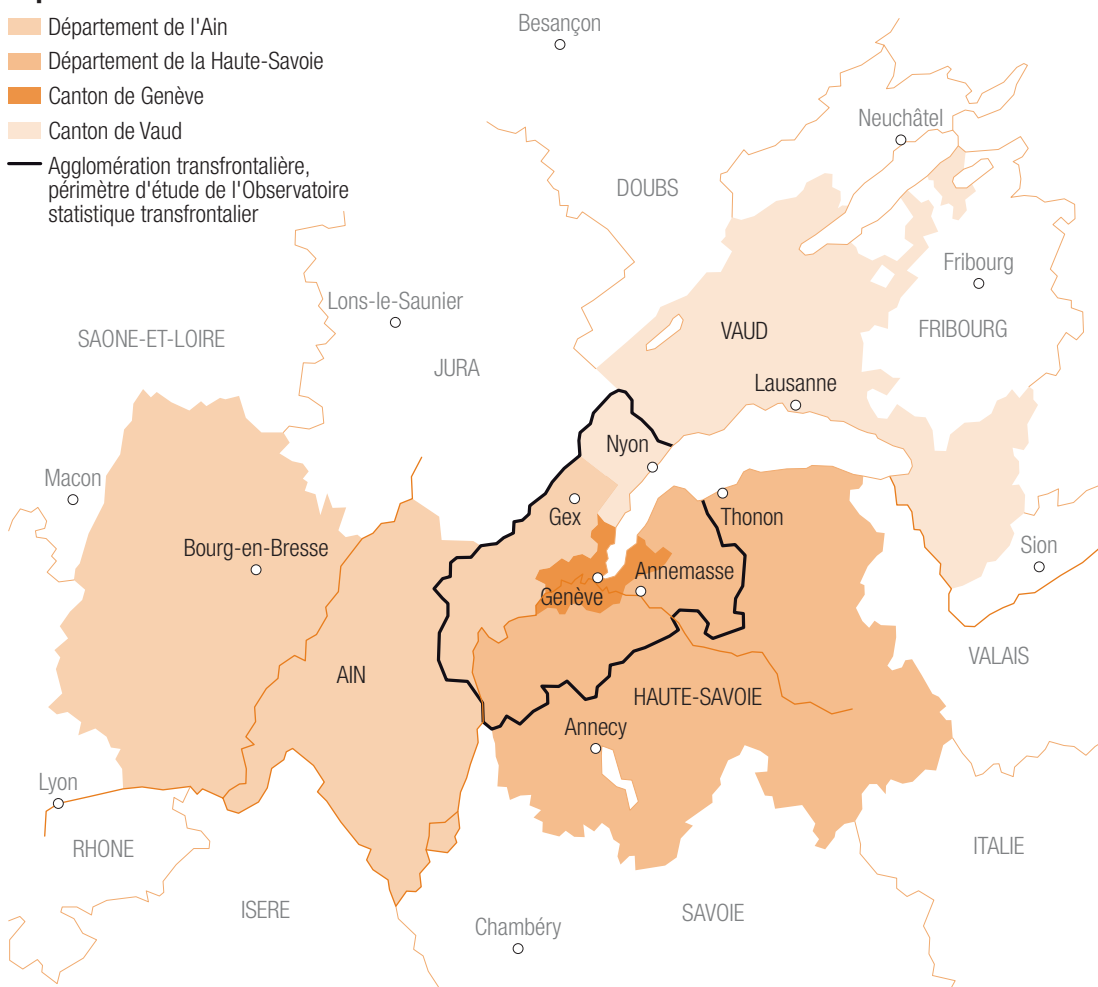 Département de l'Ain
Département de la Haute-Savoie
Canton de Genève
Canton de Vaud
Agglomération transfrontalière,
périmètre d'étude de l'Observatoire
statistique transfrontalier
Besançon
Neuchâtel
DOUBS
Fribourg
Lons-le-Saunier
SAONE-ET-LOIRE
VAUD
FRIBOURG
JURA
Lausanne
Nyon
Macon
Gex
Thonon
Bourg-en-Bresse
Sion
Annemasse
Genève
VALAIS
AIN
HAUTE-SAVOIE
Annecy
Lyon
RHONE
ITALIE
ISERE
SAVOIE
Chambéry